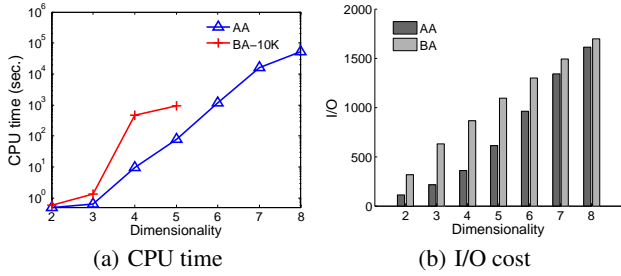 10^6
10^5
10^4
10^3
10^2
10^1
10^0
CPU time (sec.)
AA
BA−10K
2 3 4 5 6 7 8
Dimensionality
(a) CPU time
2000
1500
1000
500
0
I/O
AA
BA
2 3 4 5 6 7 8
Dimensionality
(b) I/O cost